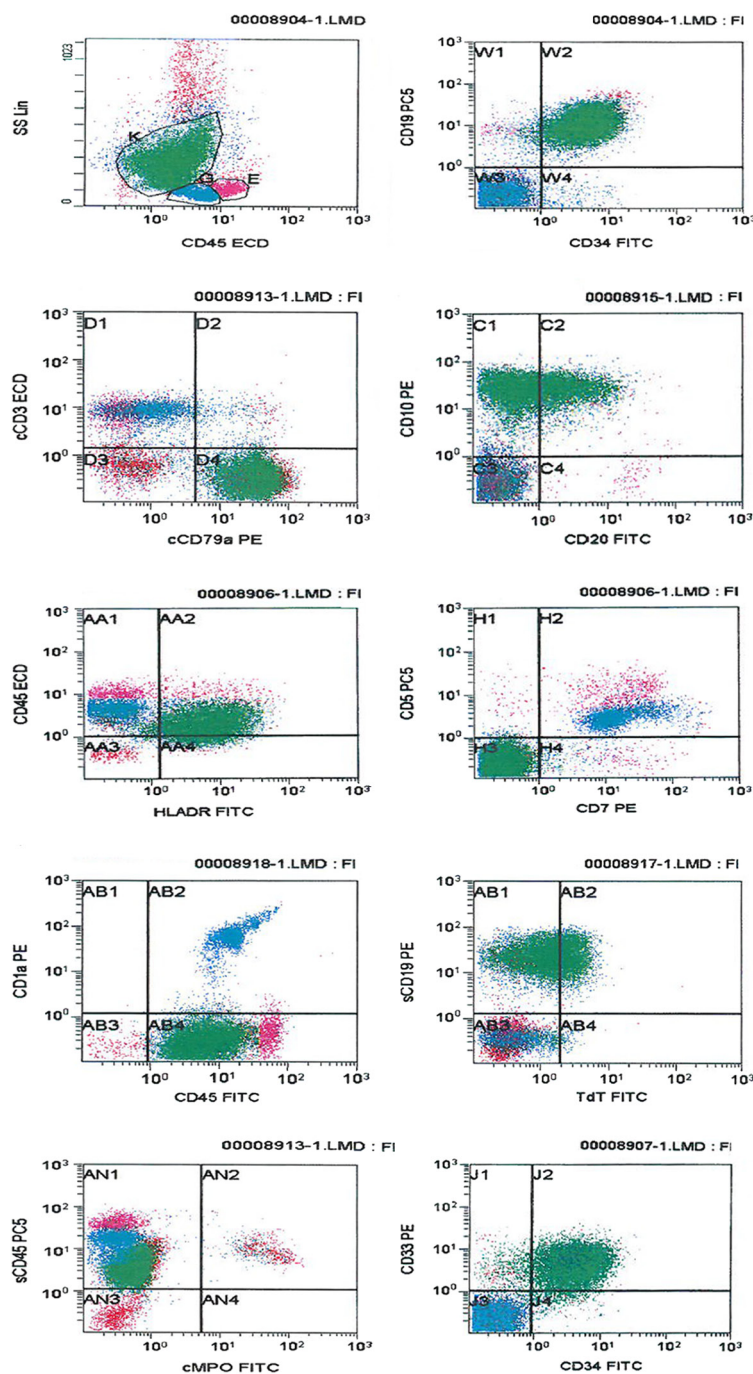 00008904-1.LMD
1023
K
G
E
SS Lin
0
10⁰ 10¹ 10² 10³
CD45 ECD
00008904-1.LMD : FI
10³
W1 W2
10²
10¹
CD19 PC5
10⁰
W3 W4
10⁰ 10¹ 10² 10³
CD34 FITC
00008913-1.LMD : FI
10³
D1 D2
10²
10¹
cCD3 ECD
10⁰
D3 D4
10⁰ 10¹ 10² 10³
cCD79a PE
00008915-1.LMD : FI
10³
C1 C2
10²
10¹
CD10 PE
10⁰
C3 C4
10⁰ 10¹ 10² 10³
CD20 FITC
00008906-1.LMD : FI
10³
AA1 AA2
10²
10¹
CD45 ECD
10⁰
AA3 AA4
10⁰ 10¹ 10² 10³
HLADR FITC
00008906-1.LMD : FI
10³
H1 H2
10²
10¹
CD5 PC5
10⁰
H3 H4
10⁰ 10¹ 10² 10³
CD7 PE
00008918-1.LMD : FI
10³
AB1 AB2
10²
10¹
CD1a PE
10⁰
AB3 AB4
10⁰ 10¹ 10² 10³
CD45 FITC
00008917-1.LMD : FI
10³
AB1 AB2
10²
10¹
sCD19 PE
10⁰
AB3 AB4
10⁰ 10¹ 10² 10³
TdT FITC
00008913-1.LMD : FI
10³
AN1 AN2
10²
10¹
sCD45 PC5
10⁰
AN3 AN4
10⁰ 10¹ 10² 10³
cMPO FITC
00008907-1.LMD : FI
10³
J1 J2
10²
10¹
CD33 PE
10⁰
J3 J4
10⁰ 10¹ 10² 10³
CD34 FITC